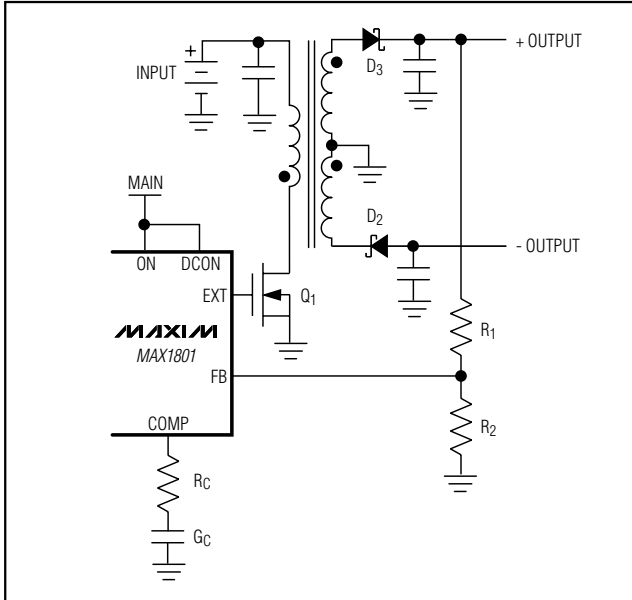 + OUTPUT
D3
+
INPUT
MAIN
D2
- OUTPUT
ON
DCON
EXT
Q1
R1
MAXIM
MAX1801
FB
COMP
R2
RC
GC